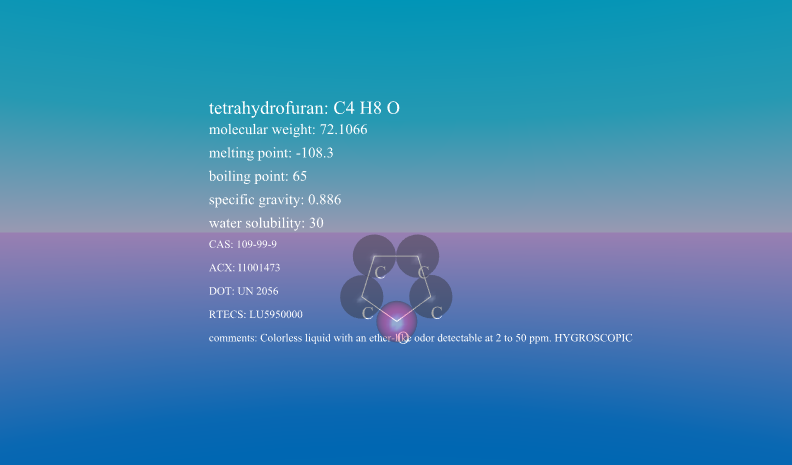 tetrahydrofuran: C4 H8 O
molecular weight: 72.1066
melting point: -108.3
boiling point: 65
specific gravity: 0.886
water solubility: 30
CAS: 109-99-9
ACX: I1001473
DOT: UN 2056
RTECS: LU5950000
comments: Colorless liquid with an ether-like odor detectable at 2 to 50 ppm. HYGROSCOPIC
C C
C C
O